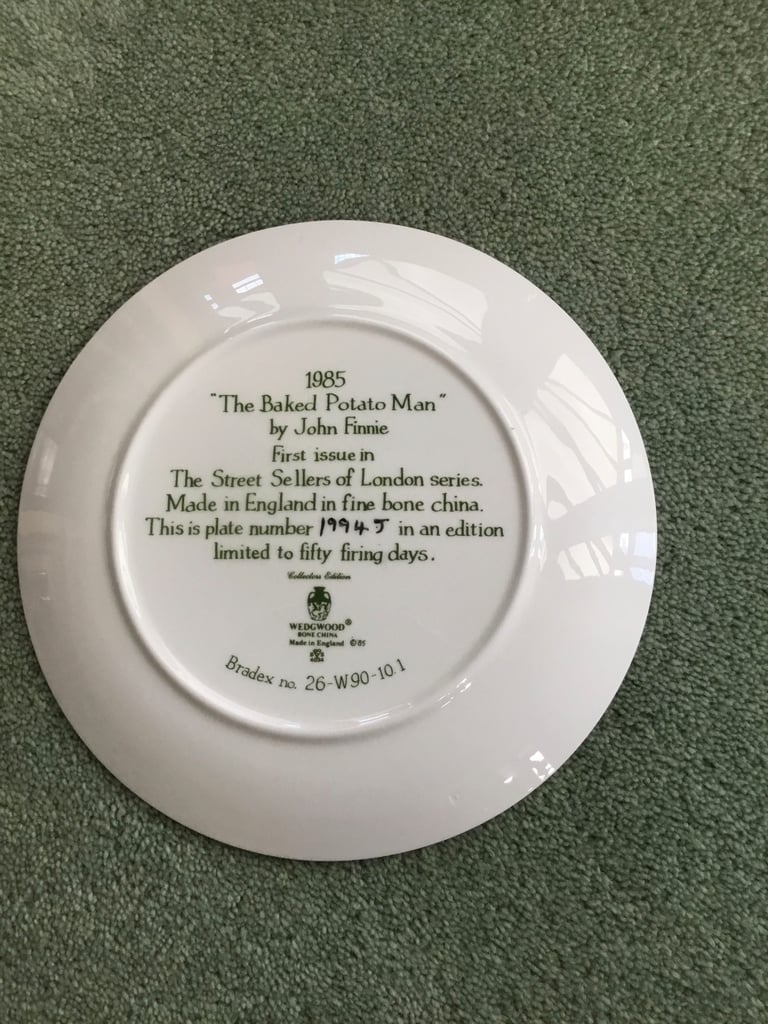 1985
"The Baked Potato Man"
by John Finnie
First issue in
The Street Sellers of London series.
Made in England in fine bone china.
This is plate number 1994J in an edition
limited to fifty firing days.
Collectors Edition
WEDGWOOD®
BONE CHINA
Made in England ©85
Bradex no. 26-W90-10.1